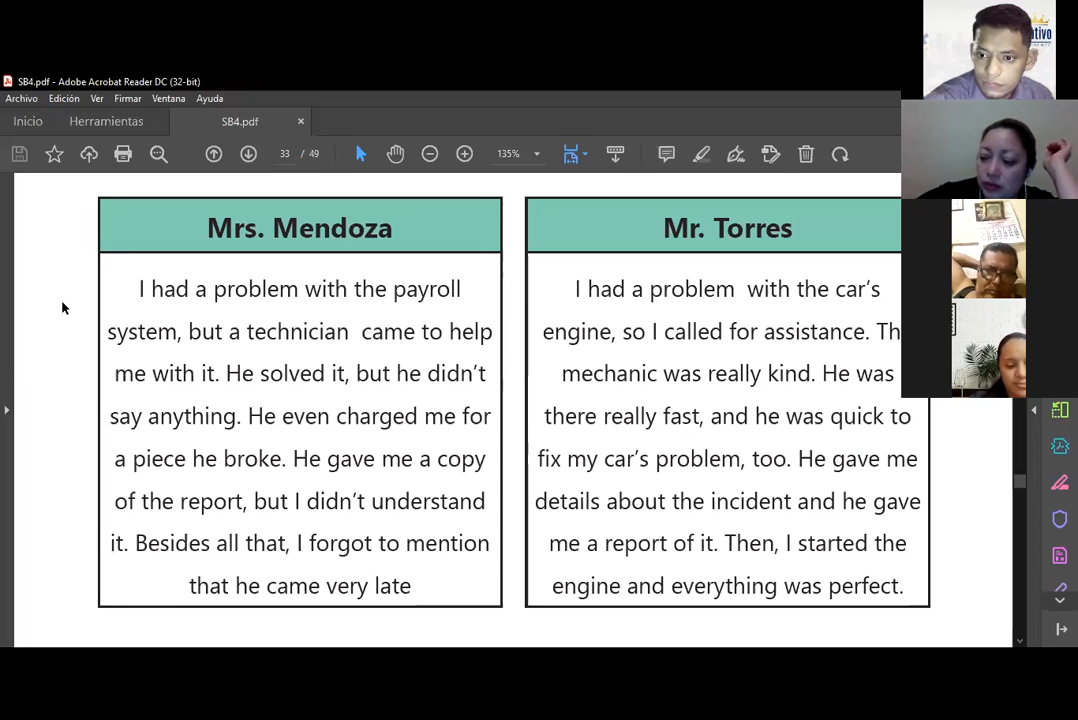 SB4.pdf - Adobe Acrobat Reader DC (32-bit)
Archivo Edición Ver Firmar Ventana Ayuda
Inicio Herramientas SB4.pdf ×
33 / 49 135%
Mrs. Mendoza
I had a problem with the payroll
system, but a technician came to help
me with it. He solved it, but he didn't
say anything. He even charged me for
a piece he broke. He gave me a copy
of the report, but I didn't understand
it. Besides all that, I forgot to mention
that he came very late
Mr. Torres
I had a problem with the car's
engine, so I called for assistance. Th
mechanic was really kind. He was
there really fast, and he was quick to
fix my car's problem, too. He gave me
details about the incident and he gave
me a report of it. Then, I started the
engine and everything was perfect.
ativo